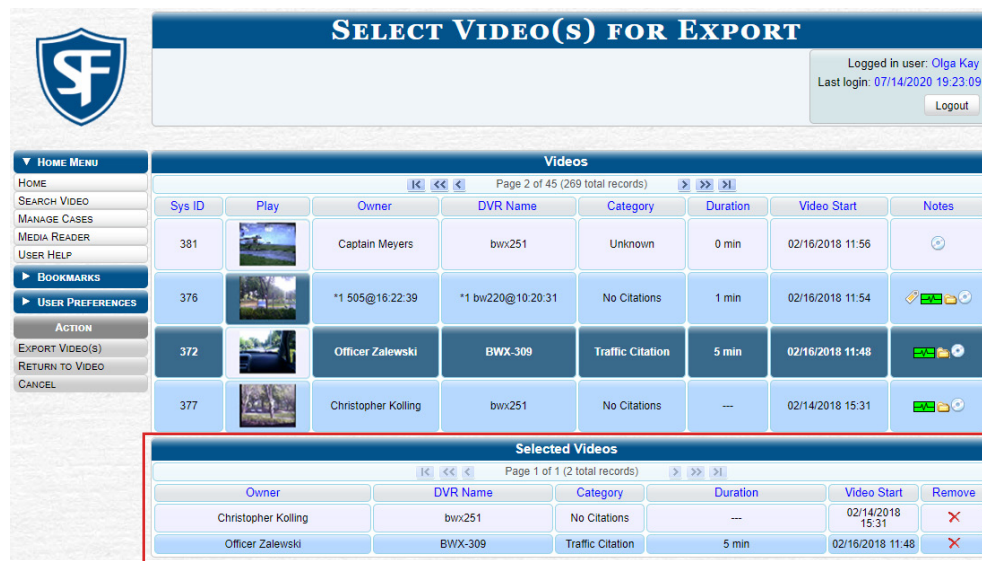 SELECT VIDEO(S) FOR EXPORT
SF
Logged in user: Olga Kay
Last login: 07/14/2020 19:23:09
Logout
▼ HOME MENU
HOME
SEARCH VIDEO
MANAGE CASES
MEDIA READER
USER HELP
► BOOKMARKS
► USER PREFERENCES
ACTION
EXPORT VIDEO(S)
RETURN TO VIDEO
CANCEL
Videos
|< << < Page 2 of 45 (269 total records) > >> >|
Sys ID Play Owner DVR Name Category Duration Video Start Notes
381 Captain Meyers bwx251 Unknown 0 min 02/16/2018 11:56
376 *1 505@16:22:39 *1 bw220@10:20:31 No Citations 1 min 02/16/2018 11:54
372 Officer Zalewski BWX-309 Traffic Citation 5 min 02/16/2018 11:48
377 Christopher Kolling bwx251 No Citations --- 02/14/2018 15:31
Selected Videos
|< << < Page 1 of 1 (2 total records) > >> >|
Owner DVR Name Category Duration Video Start Remove
Christopher Kolling bwx251 No Citations --- 02/14/2018 15:31
Officer Zalewski BWX-309 Traffic Citation 5 min 02/16/2018 11:48